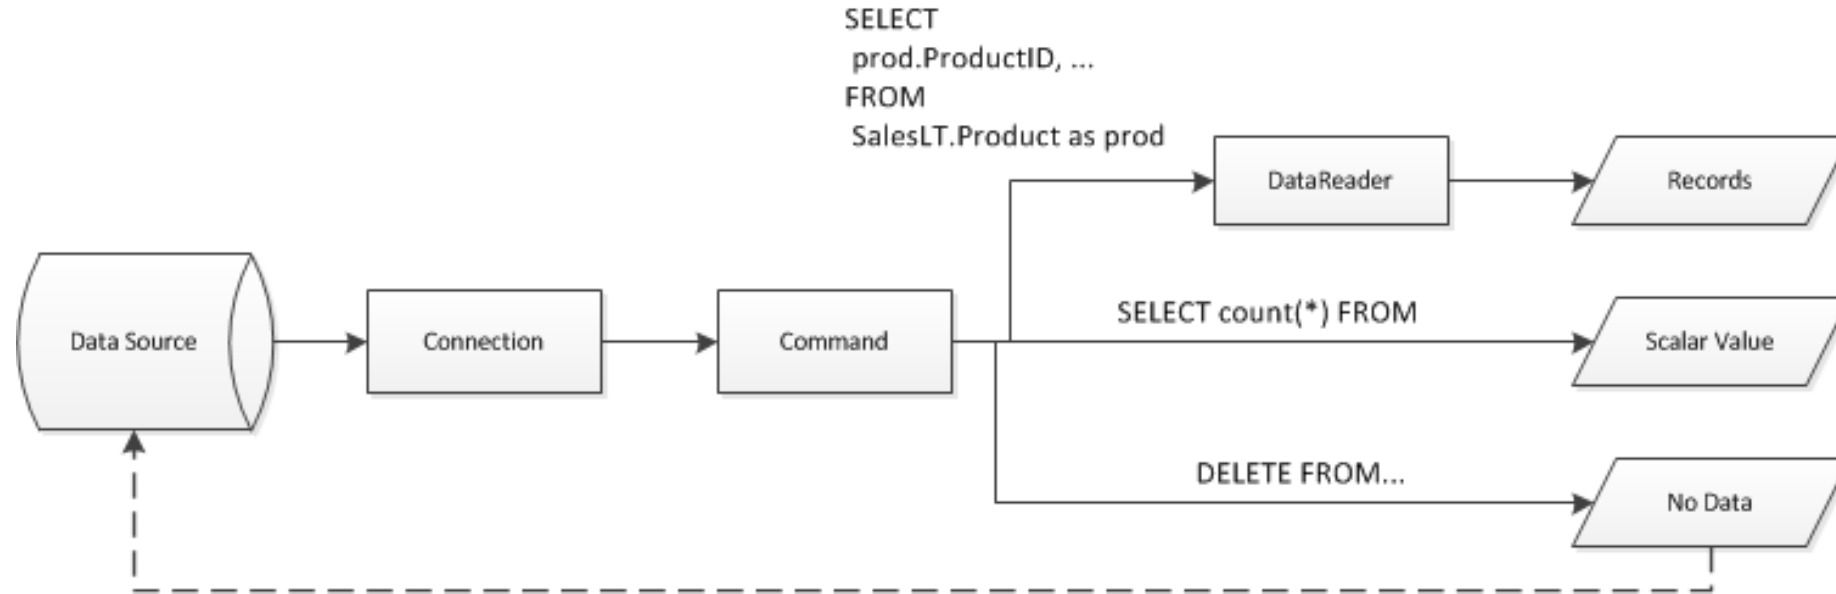 SELECT
prod.ProductID, ...
FROM
SalesLT.Product as prod
DataReader
Records
SELECT count(*) FROM
Data Source
Connection
Command
Scalar Value
DELETE FROM...
No Data